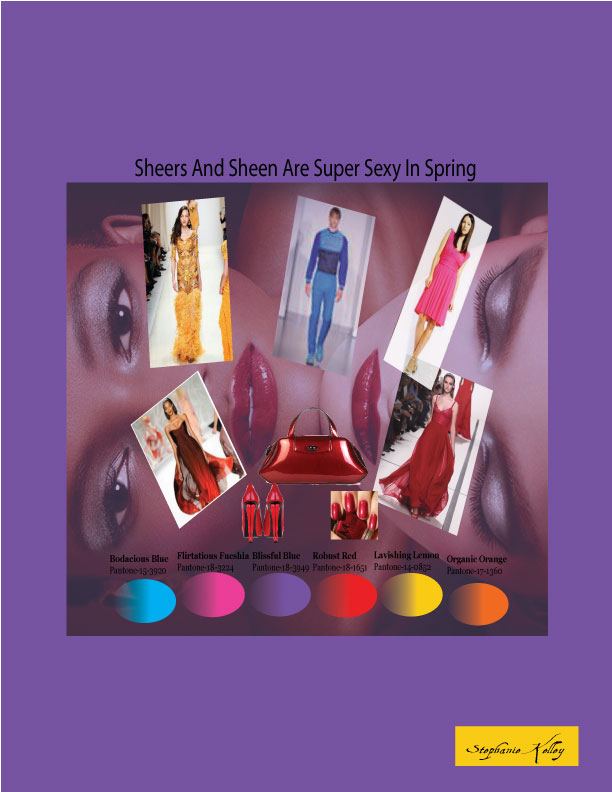 Sheers And Sheen Are Super Sexy In Spring
Bodacious Blue
Pantone-15-3920
Flirtatious Fueshia
Pantone-18-3224
Blissful Blue
Pantone-18-3949
Robust Red
Pantone-18-1651
Lavishing Lemon
Pantone-14-0852
Organic Orange
Pantone-17-1360
Stephanie Kelley